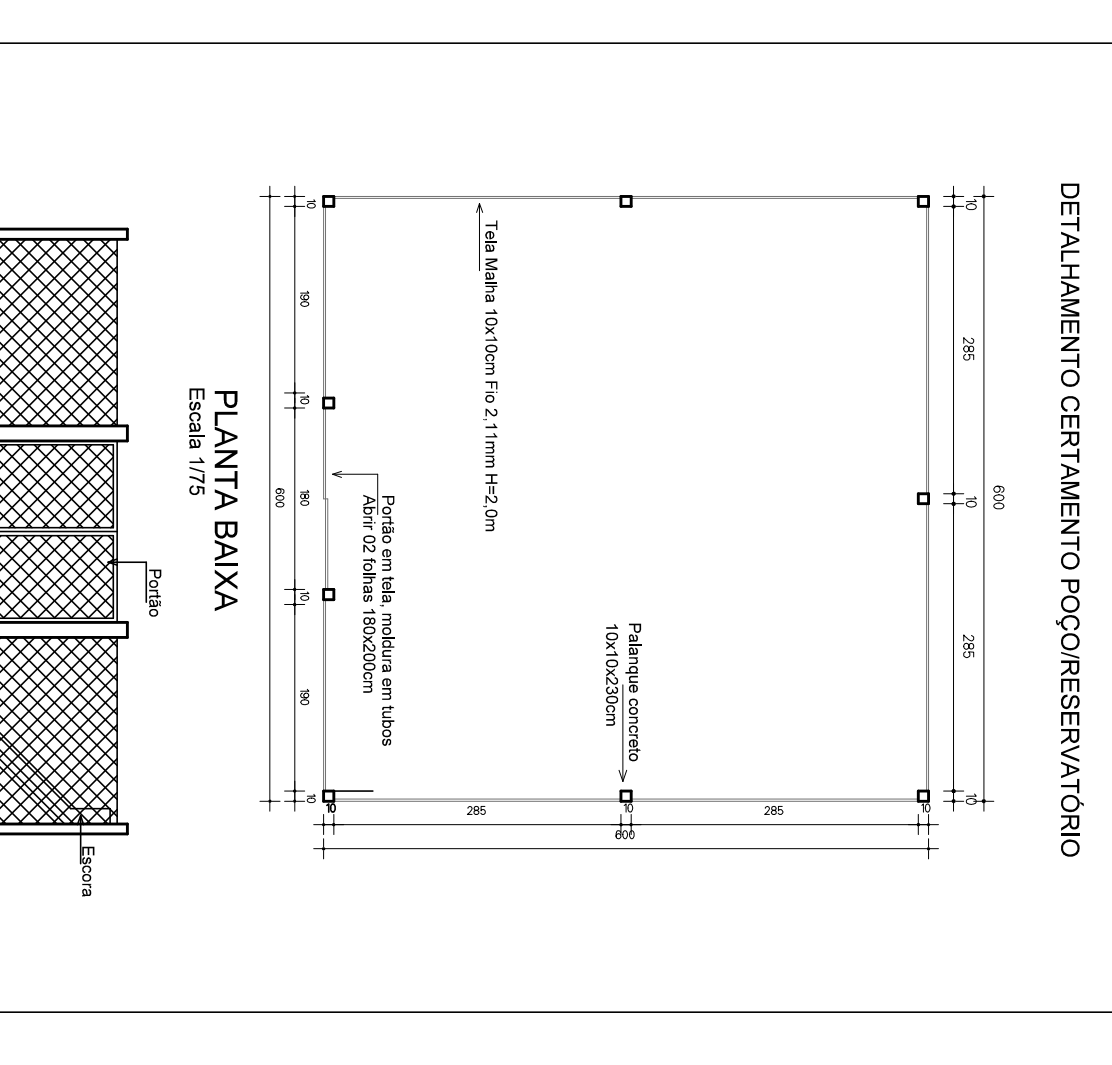 DETALHAMENTO CERTAMENTO POÇO/RESERVATÓRIO
600
10
285
10
285
10
Tela Malha 10x10cm Fio 2,11mm H=2,0m
Palanque concreto
10x10x230cm
Portão em tela, moldura em tubos
Abrir 02 folhas 180x200cm
10
285
10
285
10
600
10
190
10
180
10
190
10
600
PLANTA BAIXA
Escala 1/75
Portão
Escora